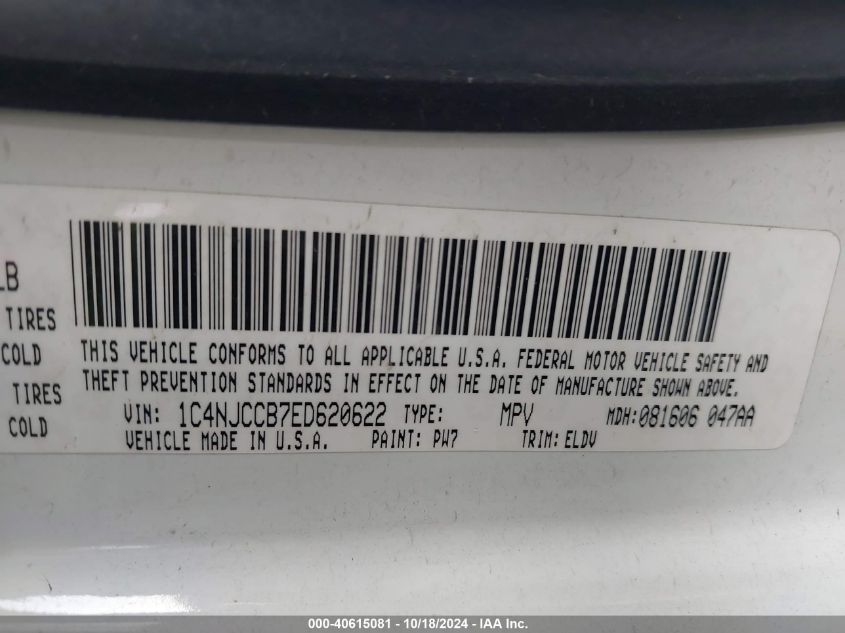 LB
TIRES
COLD
TIRES
COLD
THIS VEHICLE CONFORMS TO ALL APPLICABLE U.S.A. FEDERAL MOTOR VEHICLE SAFETY AND
THEFT PREVENTION STANDARDS IN EFFECT ON THE DATE OF MANUFACTURE SHOWN ABOVE.
VIN: 1C4NJCCB7ED620622 TYPE: MPV MDH:081606 047AA
VEHICLE MADE IN U.S.A. PAINT: PW7 TRIM: ELDV
000-40615081 - 10/18/2024 - IAA Inc.